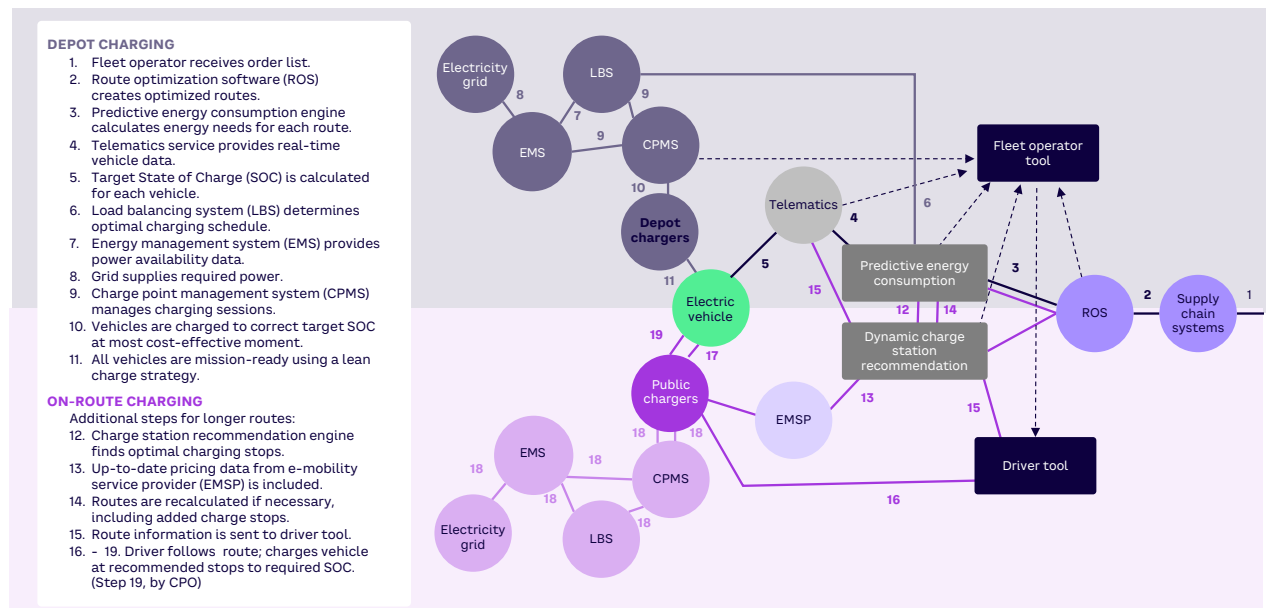 DEPOT CHARGING
1. Fleet operator receives order list.
2. Route optimization software (ROS)
creates optimized routes.
3. Predictive energy consumption engine
calculates energy needs for each route.
4. Telematics service provides real-time
vehicle data.
5. Target State of Charge (SOC) is calculated
for each vehicle.
6. Load balancing system (LBS) determines
optimal charging schedule.
7. Energy management system (EMS) provides
power availability data.
8. Grid supplies required power.
9. Charge point management system (CPMS)
manages charging sessions.
10. Vehicles are charged to correct target SOC
at most cost-effective moment.
11. All vehicles are mission-ready using a lean
charge strategy.
ON-ROUTE CHARGING
Additional steps for longer routes:
12. Charge station recommendation engine
finds optimal charging stops.
13. Up-to-date pricing data from e-mobility
service provider (EMSP) is included.
14. Routes are recalculated if necessary,
including added charge stops.
15. Route information is sent to driver tool.
16. - 19. Driver follows route; charges vehicle
at recommended stops to required SOC.
(Step 19, by CPO)
Electricity
grid
8
LBS
7
9
9
EMS
CPMS
10
Depot
chargers
11
Electric
vehicle
Telematics
4
5
6
Fleet operator
tool
Predictive energy
consumption
3
15
12
14
Dynamic charge
station
recommendation
ROS
2
Supply
chain
systems
1
19
17
Public
chargers
EMSP
13
15
Driver tool
16
18
18
EMS
18
18
CPMS
18
18
Electricity
grid
LBS